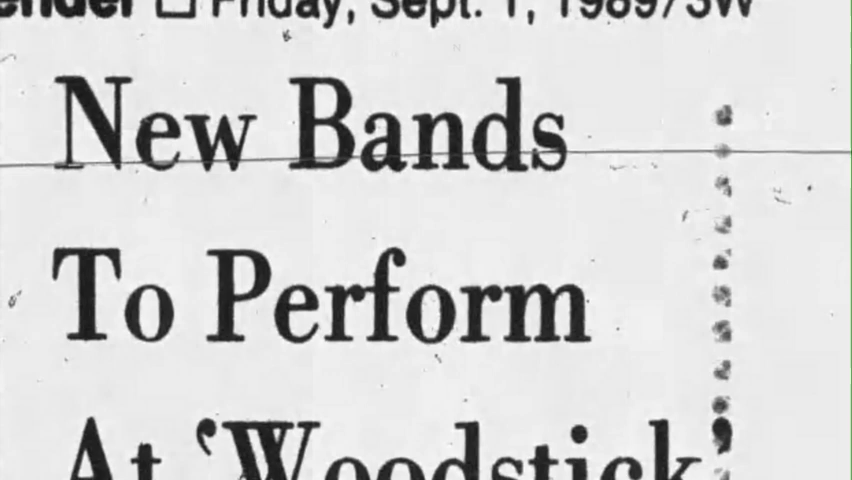 Friday, Sept. 1, 1989/3W
New Bands
To Perform
At 'Woodstick'